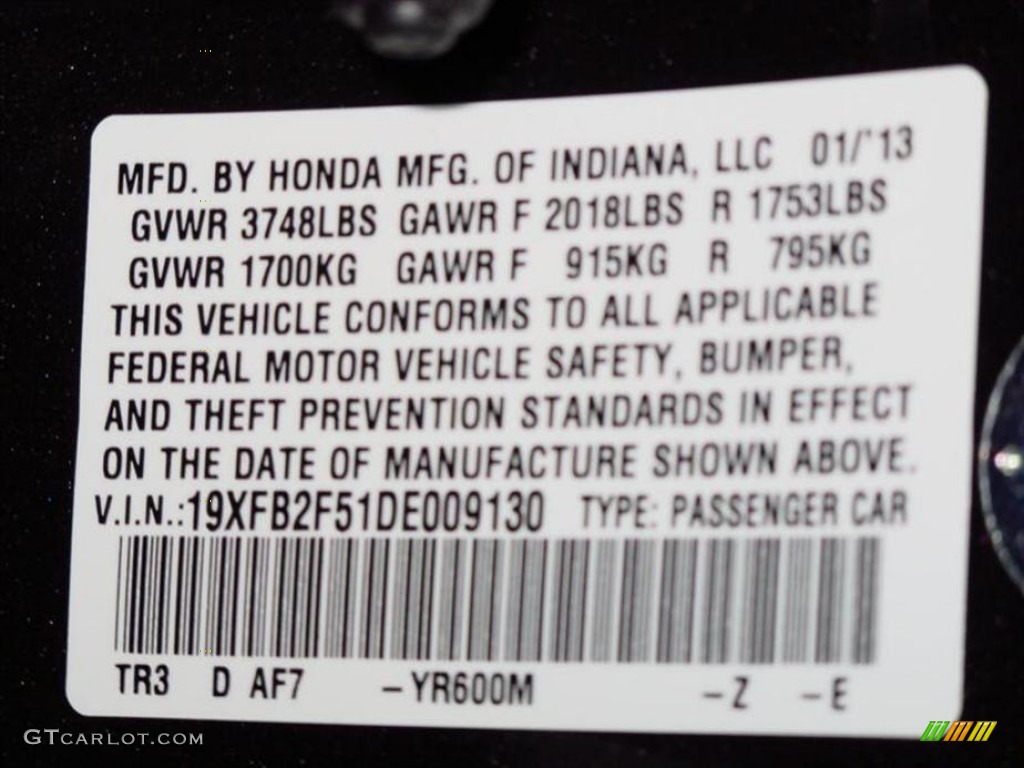 MFD. BY HONDA MFG. OF INDIANA, LLC 01/'13
GVWR 3748LBS GAWR F 2018LBS R 1753LBS
GVWR 1700KG GAWR F 915KG R 795KG
THIS VEHICLE CONFORMS TO ALL APPLICABLE
FEDERAL MOTOR VEHICLE SAFETY, BUMPER,
AND THEFT PREVENTION STANDARDS IN EFFECT
ON THE DATE OF MANUFACTURE SHOWN ABOVE.
V.I.N.:19XFB2F51DE009130 TYPE: PASSENGER CAR
TR3 D AF7 –YR600M –Z –E
GTCARLOT.COM